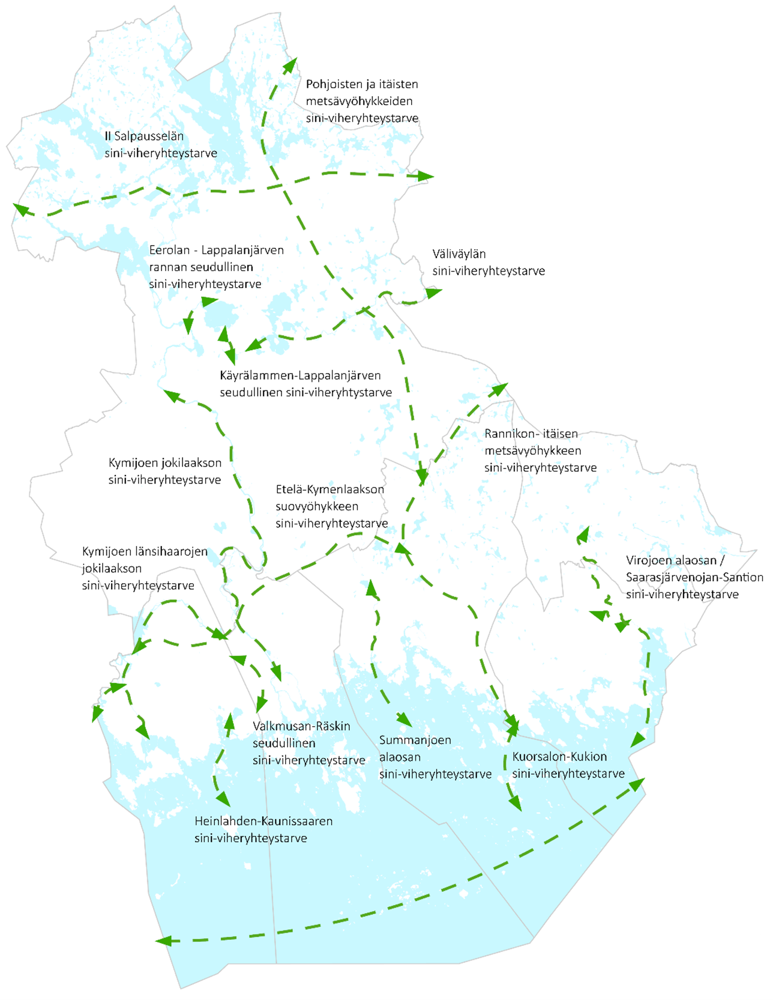 Pohjoisten ja itäisten
metsävyöhykkeiden
sini-viheryhteystarve
II Salpausselän
sini-viheryhteystarve
Eerolan - Lappalanjärven
rannan seudullinen
sini-viheryhteystarve
Väliväylän
sini-viheryhteystarve
Käyrälammen-Lappalanjärven
seudullinen sini-viheryhtystarve
Rannikon- itäisen
metsävyöhykkeen
sini-viheryhteystarve
Kymijoen jokilaakson
sini-viheryhteystarve
Etelä-Kymenlaakson
suovyöhykkeen
sini-viheryhteystarve
Kymijoen länsihaarojen
jokilaakson
sini-viheryhteystarve
Virojoen alaosan /
Saarasjärvenojan-Santion
sini-viheryhteystarve
Valkmusan-Räskin
seudullinen
sini-viheryhteystarve
Summanjoen
alaosan
sini-viheryhteystarve
Kuorsalon-Kukion
sini-viheryhteystarve
Heinlahden-Kaunissaaren
sini-viheryhteystarve